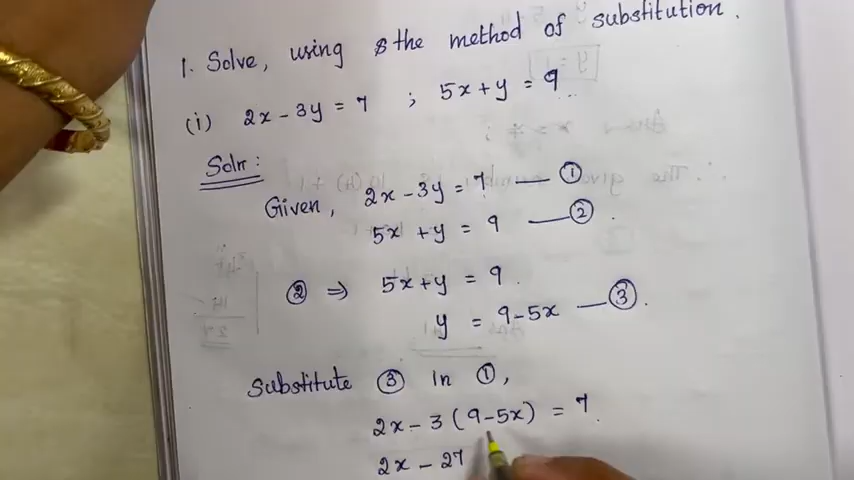 1. Solve, using the method of substitution.
(i) 2x - 3y = 7 ; 5x + y = 9
Soln:
Given, 2x - 3y = 7 — ①
5x + y = 9 — ②
② ⇒ 5x + y = 9
y = 9 - 5x — ③
Substitute ③ in ①,
2x - 3 (9 - 5x) = 7
2x - 27